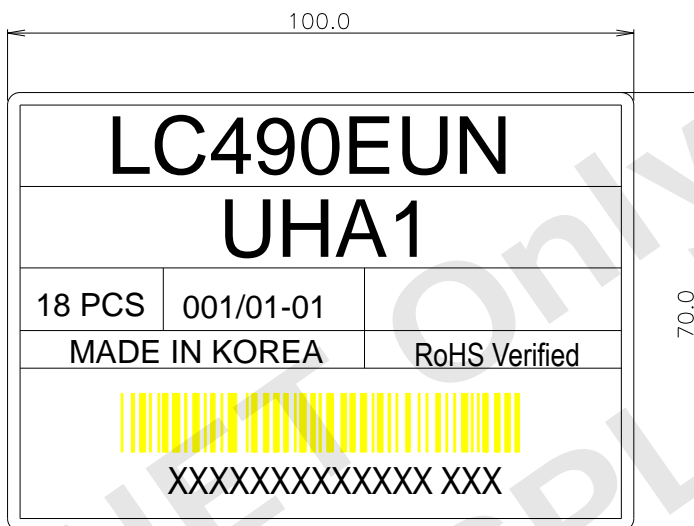 100.0
LC490EUN
UHA1
70.0
18 PCS 001/01-01
MADE IN KOREA RoHS Verified
XXXXXXXXXXXXX XXX